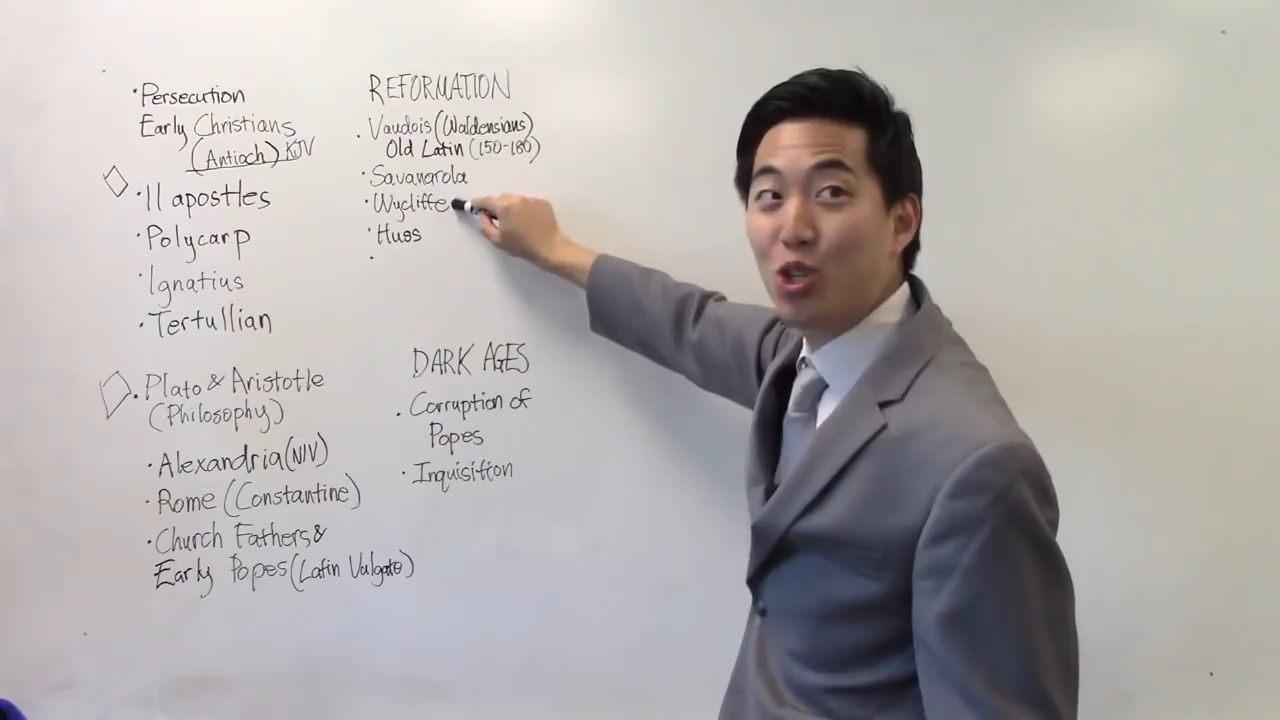 · Persecution
Early Christians
(Antioch) KJV
· 11 apostles
· Polycarp
· Ignatius
· Tertullian
· Plato & Aristotle
(Philosophy)
· Alexandria (NIV)
· Rome (Constantine)
· Church Fathers &
Early Popes (Latin Vulgate)
REFORMATION
· Vaudois (Waldensians)
Old Latin (150-180)
· Savanarola
· Wycliffe
· Huss
·
DARK AGES
· Corruption of
Popes
· Inquisition